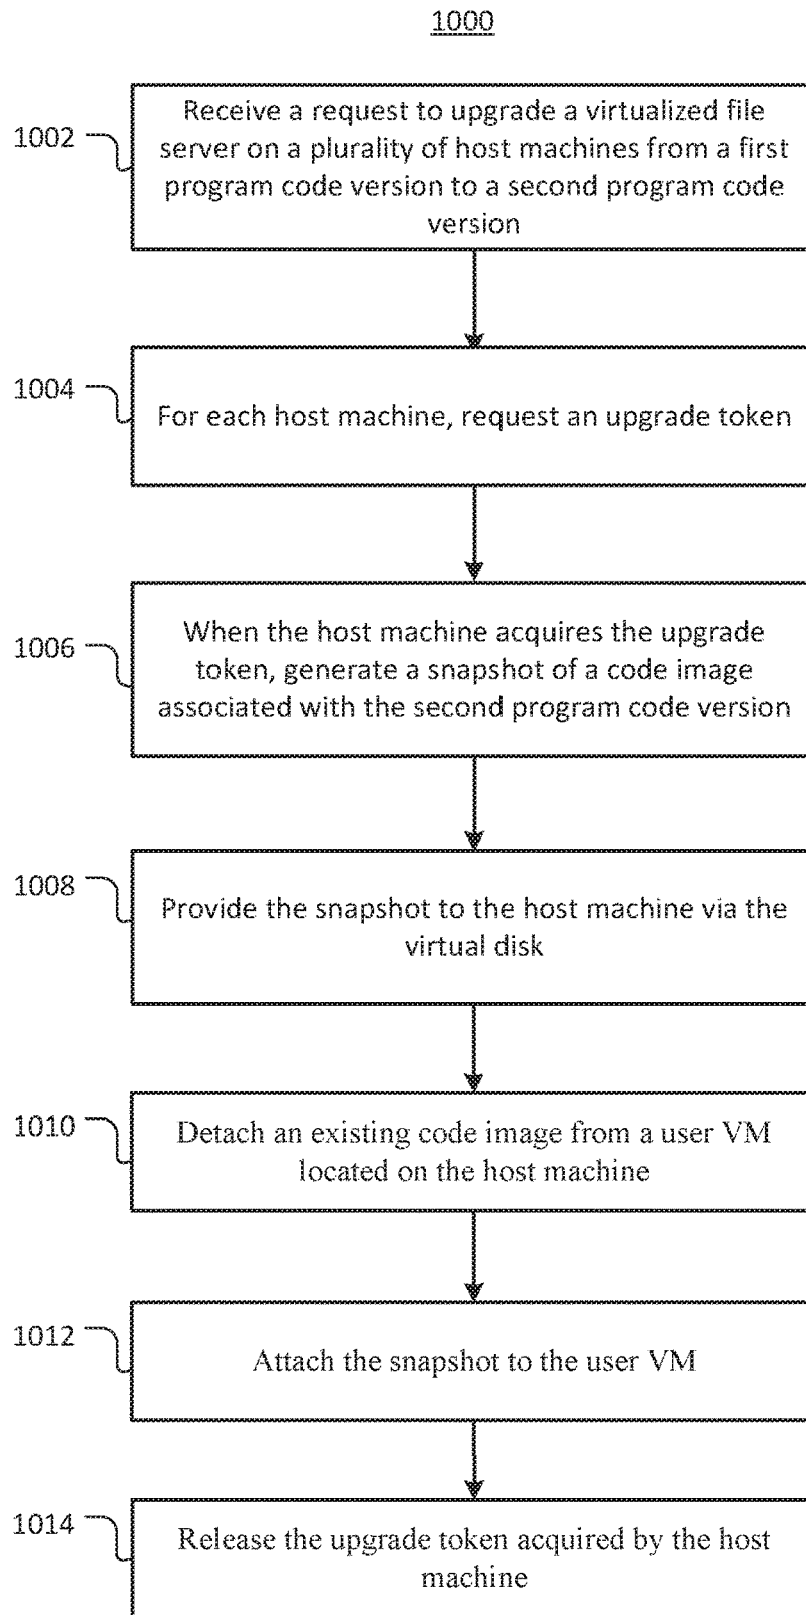 1000
1002
Receive a request to upgrade a virtualized file
server on a plurality of host machines from a first
program code version to a second program code
version
1004
For each host machine, request an upgrade token
1006
When the host machine acquires the upgrade
token, generate a snapshot of a code image
associated with the second program code version
1008
Provide the snapshot to the host machine via the
virtual disk
1010
Detach an existing code image from a user VM
located on the host machine
1012
Attach the snapshot to the user VM
1014
Release the upgrade token acquired by the host
machine